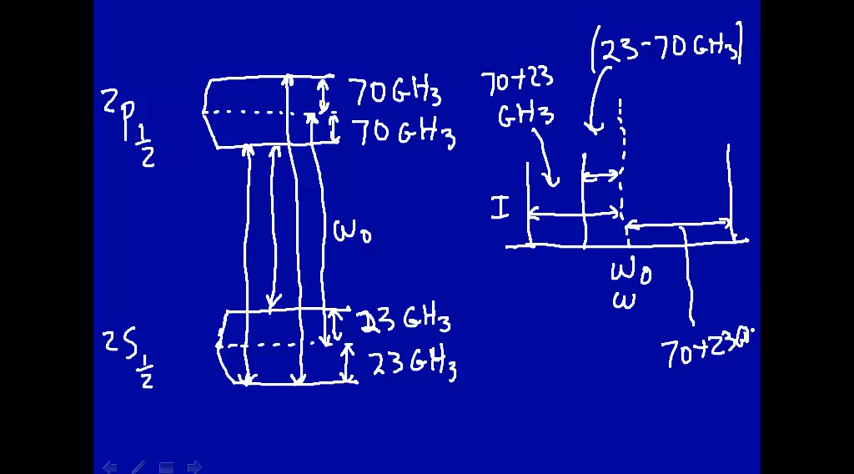 (23-70 GHz)
70+23
GHz
2P 1/2
70 GHz
70 GHz
I
ω₀
ω₀
ω
2S 1/2
23 GHz
23 GHz
70+23